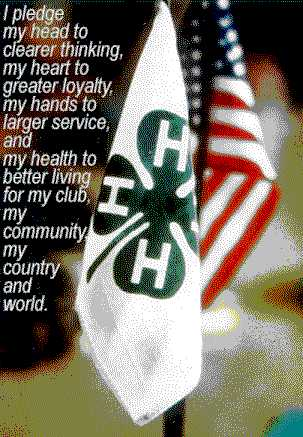 I pledge
my head to
clearer thinking,
my heart to
greater loyalty,
my hands to
larger service,
and
my health to
better living
for my club,
my
community,
my
country
and
world.
H
H
H